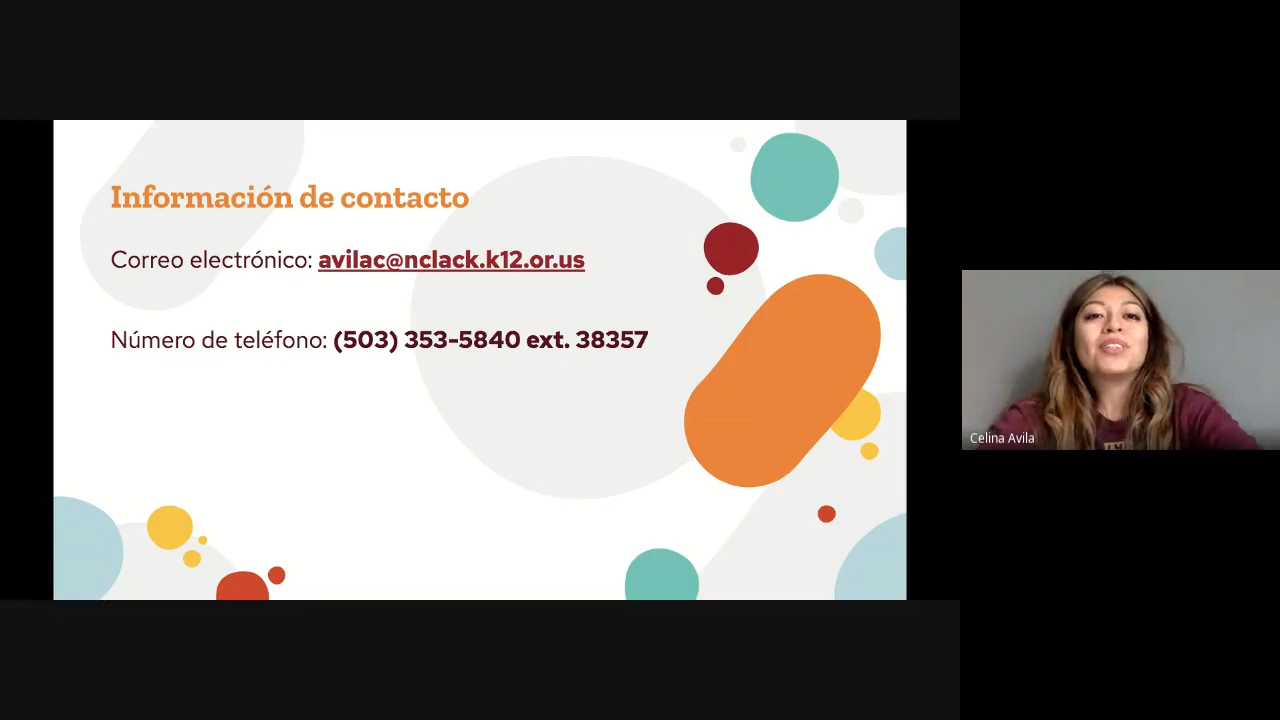 Información de contacto
Correo electrónico: avilac@nclack.k12.or.us
Número de teléfono: (503) 353-5840 ext. 38357
Celina Avila